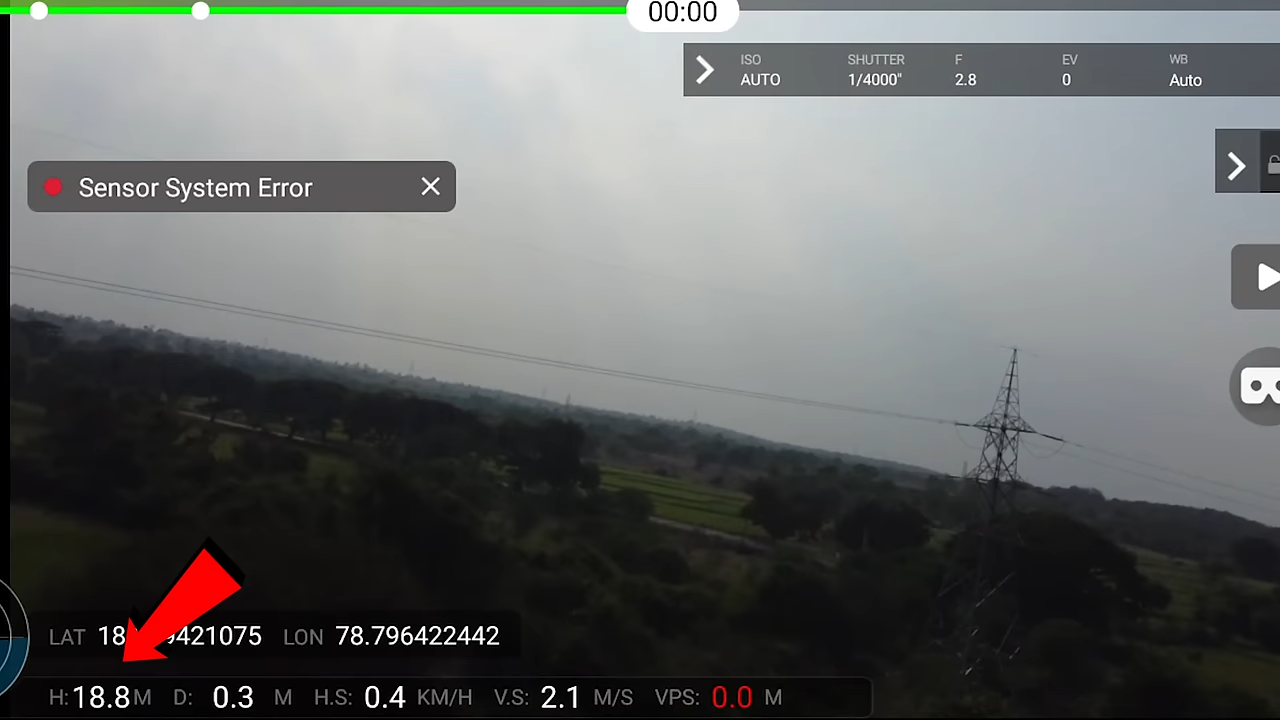 00:00
ISO SHUTTER F EV WB
AUTO 1/4000" 2.8 0 Auto
Sensor System Error
LAT LON 78.796422442
H:18.8M D: 0.3 M H.S: 0.4 KM/H V.S: 2.1 M/S VPS: 0.0 M